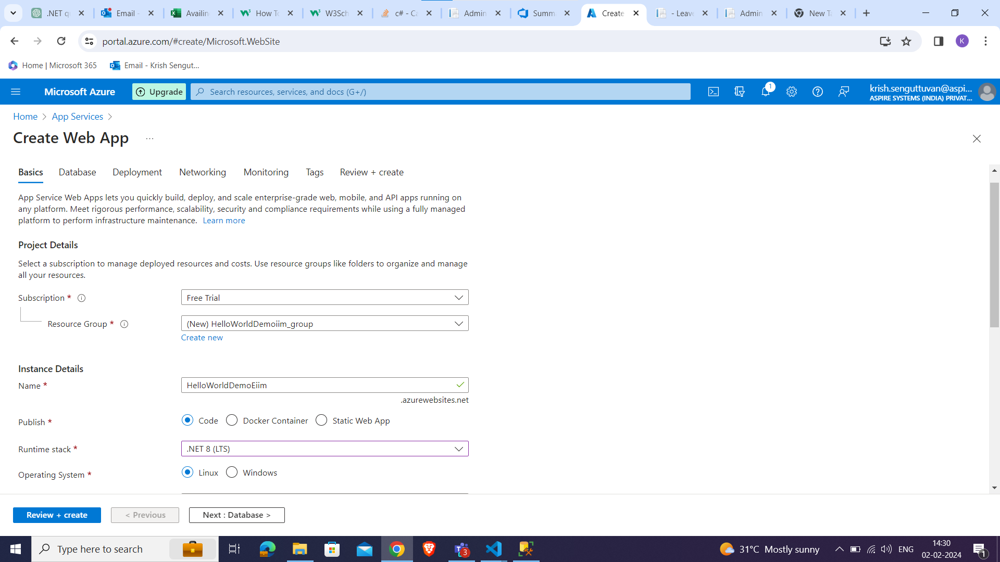 .NET qu
Email -
Availin
How To
W3Sch
c# - Ca
Admin
Summ
Create
- Leave
Admin
New Ta
portal.azure.com/#create/Microsoft.WebSite
K
Home | Microsoft 365
Email - Krish Sengut...
Microsoft Azure
Upgrade
Search resources, services, and docs (G+/)
1
krish.senguttuvan@aspi...
ASPIRE SYSTEMS (INDIA) PRIVAT...
Home
App Services
Create Web App
...
Basics
Database
Deployment
Networking
Monitoring
Tags
Review + create
App Service Web Apps lets you quickly build, deploy, and scale enterprise-grade web, mobile, and API apps running on
any platform. Meet rigorous performance, scalability, security and compliance requirements while using a fully managed
platform to perform infrastructure maintenance. Learn more
Project Details
Select a subscription to manage deployed resources and costs. Use resource groups like folders to organize and manage
all your resources.
Subscription *
Free Trial
Resource Group *
(New) HelloWorldDemoiim_group
Create new
Instance Details
Name *
HelloWorldDemoEiim
.azurewebsites.net
Publish *
Code
Docker Container
Static Web App
Runtime stack *
.NET 8 (LTS)
Operating System *
Linux
Windows
Review + create
< Previous
Next : Database >
Type here to search
3
31°C Mostly sunny
ENG
14:30
02-02-2024
1